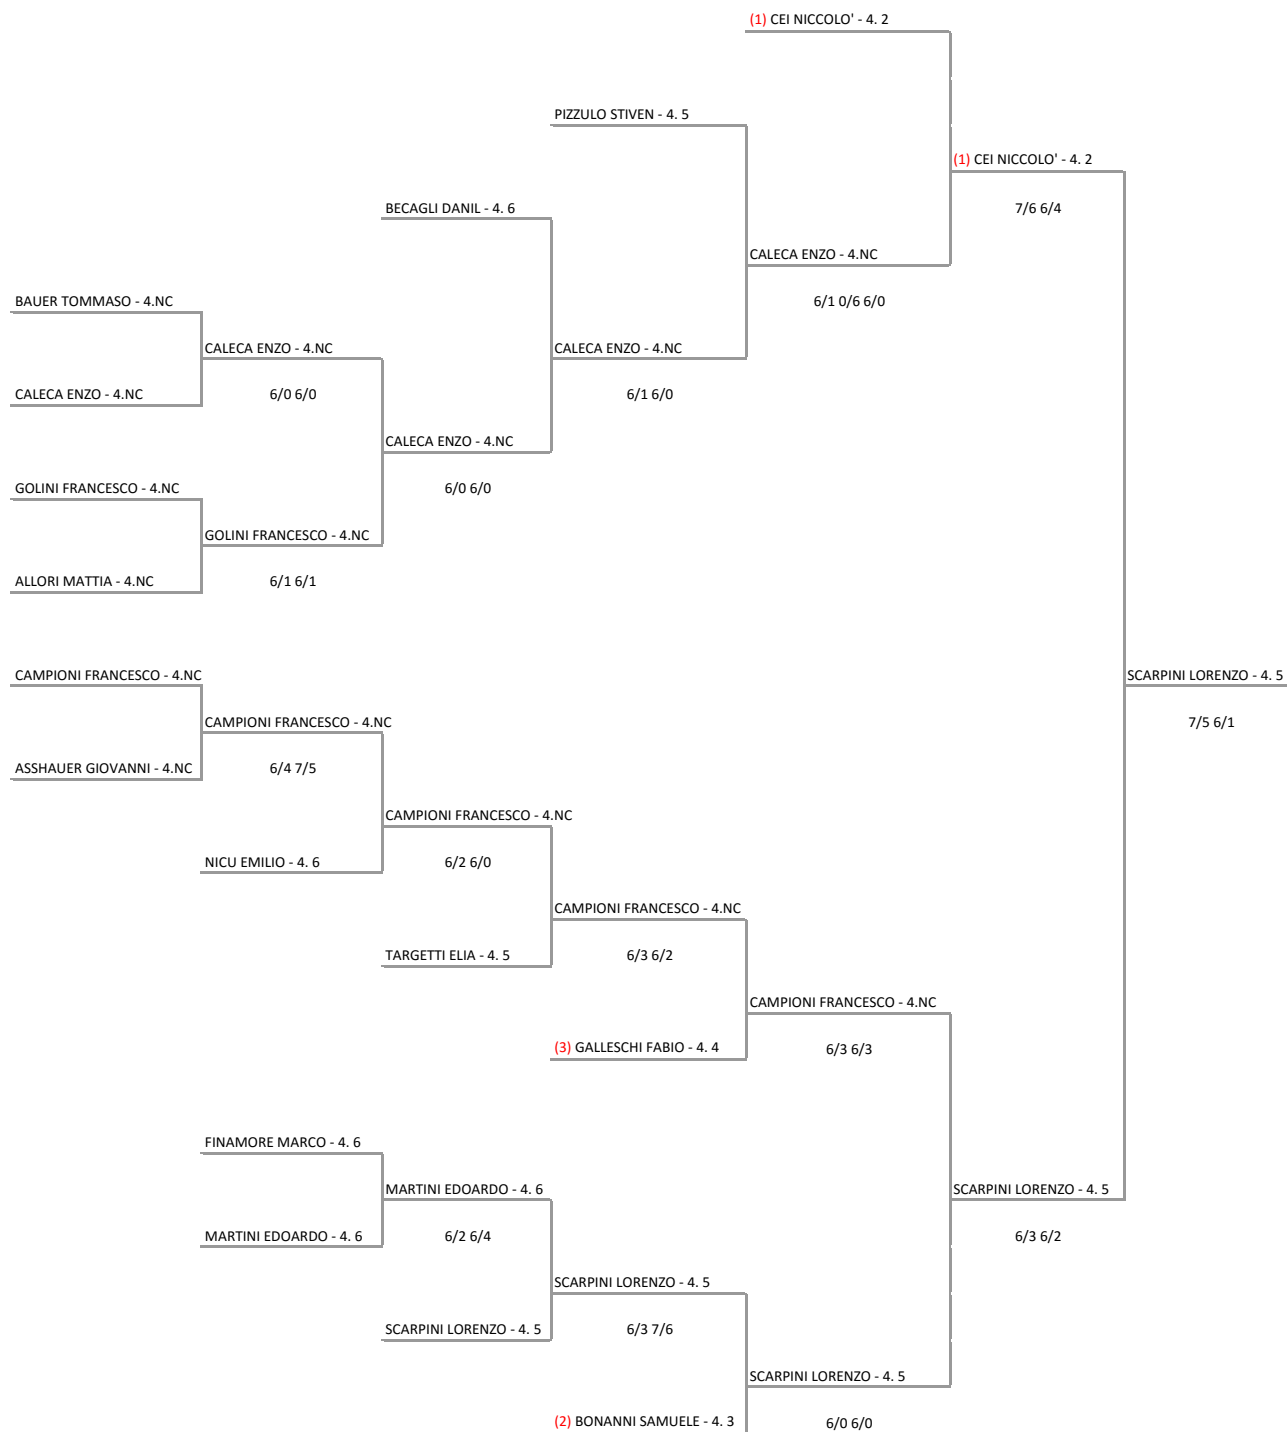 (1) CEI NICCOLO' - 4. 2
PIZZULO STIVEN - 4. 5
(1) CEI NICCOLO' - 4. 2
BECAGLI DANIL - 4. 6
7/6 6/4
CALECA ENZO - 4.NC
BAUER TOMMASO - 4.NC
6/1 0/6 6/0
CALECA ENZO - 4.NC
CALECA ENZO - 4.NC
CALECA ENZO - 4.NC
6/0 6/0
6/1 6/0
CALECA ENZO - 4.NC
GOLINI FRANCESCO - 4.NC
6/0 6/0
GOLINI FRANCESCO - 4.NC
ALLORI MATTIA - 4.NC
6/1 6/1
CAMPIONI FRANCESCO - 4.NC
SCARPINI LORENZO - 4. 5
CAMPIONI FRANCESCO - 4.NC
7/5 6/1
ASSHAUER GIOVANNI - 4.NC
6/4 7/5
CAMPIONI FRANCESCO - 4.NC
NICU EMILIO - 4. 6
6/2 6/0
CAMPIONI FRANCESCO - 4.NC
TARGETTI ELIA - 4. 5
6/3 6/2
CAMPIONI FRANCESCO - 4.NC
(3) GALLESCHI FABIO - 4. 4
6/3 6/3
FINAMORE MARCO - 4. 6
MARTINI EDOARDO - 4. 6
SCARPINI LORENZO - 4. 5
MARTINI EDOARDO - 4. 6
6/2 6/4
6/3 6/2
SCARPINI LORENZO - 4. 5
SCARPINI LORENZO - 4. 5
6/3 7/6
SCARPINI LORENZO - 4. 5
(2) BONANNI SAMUELE - 4. 3
6/0 6/0